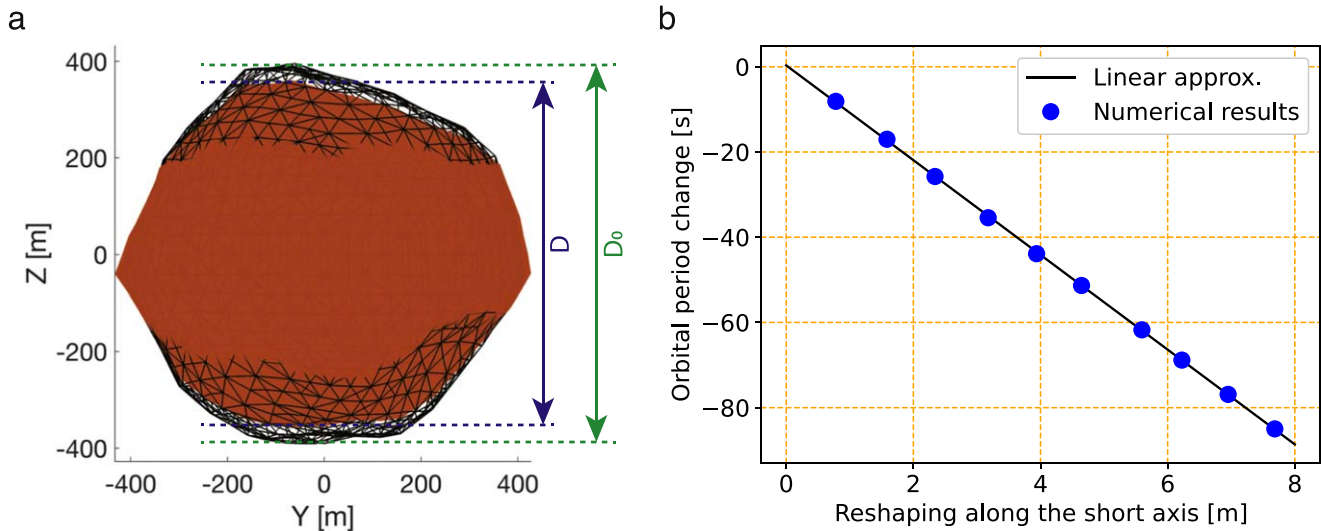 a
400
200
0
-200
-400
Z [m]
-400
-200
0
200
400
Y [m]
D
D₀
b
Linear approx.
Numerical results
0
−20
−40
−60
−80
Orbital period change [s]
0
2
4
6
8
Reshaping along the short axis [m]